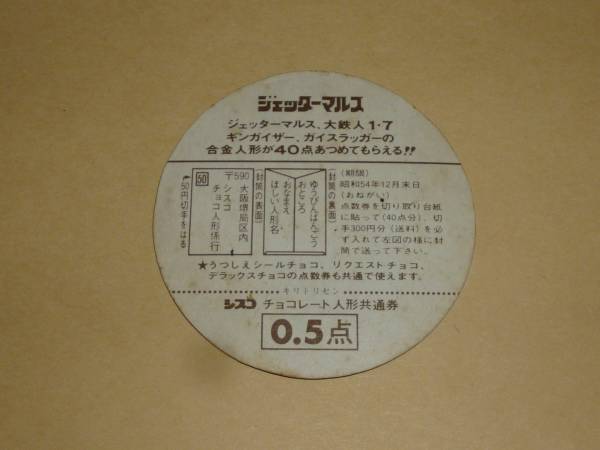 ジェッターマルス
ジェッターマルス、大鉄人1・7
ギンガイザー、ガイスラッガーの
合金人形が40点あつめてもらえる!!
(封筒の裏面)
ゆうびんばんごう
おところ
おなまえ
ほしい人形名
(封筒の表面)
〒590
大阪堺局区内
シスコ
チョコ人形係行
50
50円切手をはる
昭和54年12月末日
(おねがい)
点数券を切り取り台紙
に貼って(40点分)、切
手300円分(送料)を必
ず入れて左図の様に封
筒で送って下さい。
★うつしえシールチョコ、リクエストチョコ、
デラックスチョコの点数券も共通で使えます。
キリトリセン
シスコ チョコレート人形共通券
0.5点